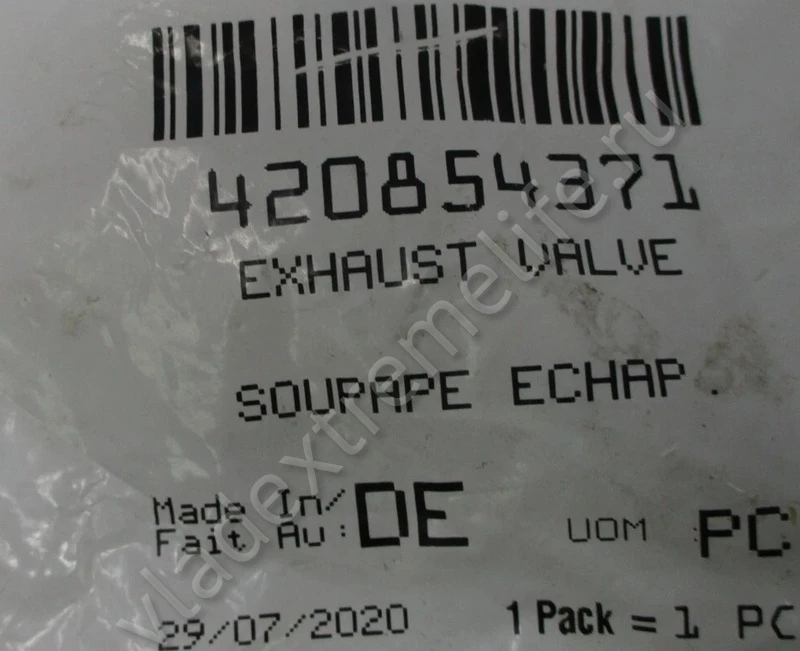 420854371
EXHAUST VALVE
SOUPAPE ECHAP.
Made In/
Fait Au: DE
UOM PC
29/07/2020
1 Pack = 1 PC
vladextremelife.ru